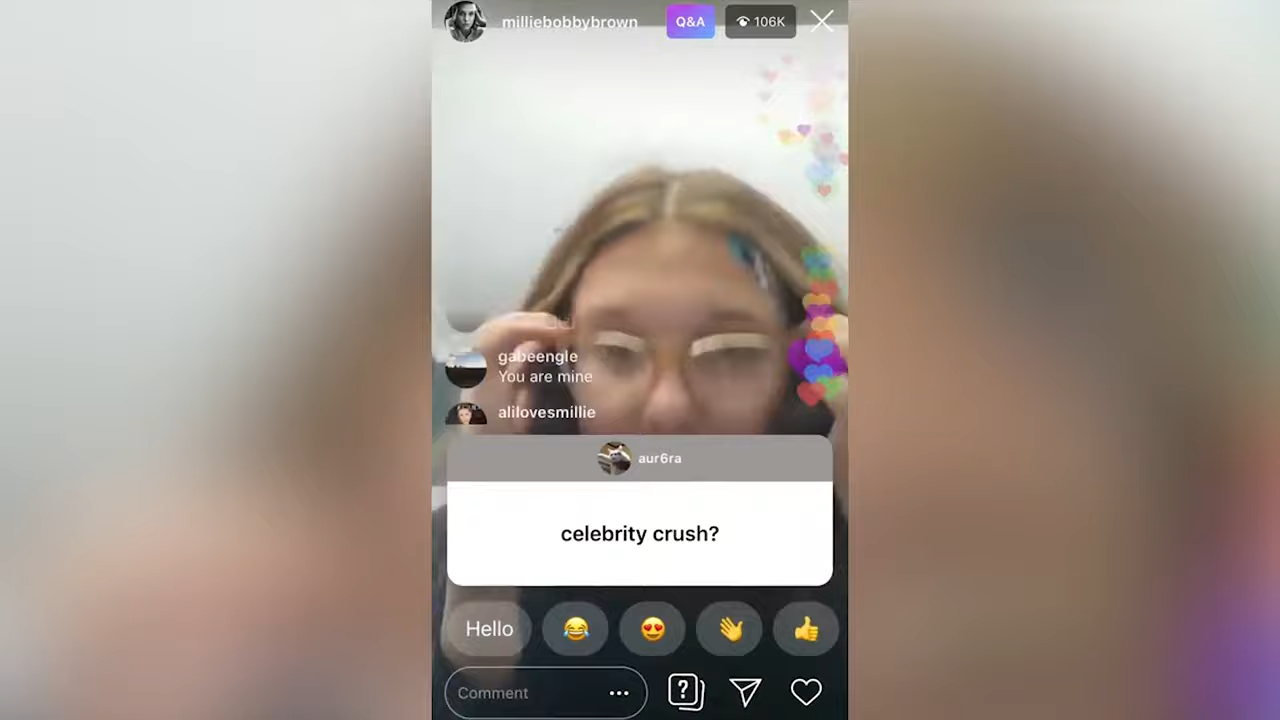 milliebobbybrown Q&A 106K
gabeengle
You are mine
alilovesmillie
aur6ra
celebrity crush?
Hello
Comment
?